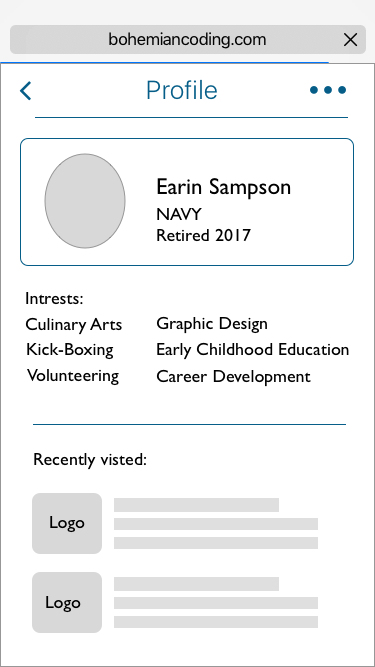 bohemiancoding.com
Profile
Earin Sampson
NAVY
Retired 2017
Intrests:
Culinary Arts Graphic Design
Kick-Boxing Early Childhood Education
Volunteering Career Development
Recently visted:
Logo
Logo